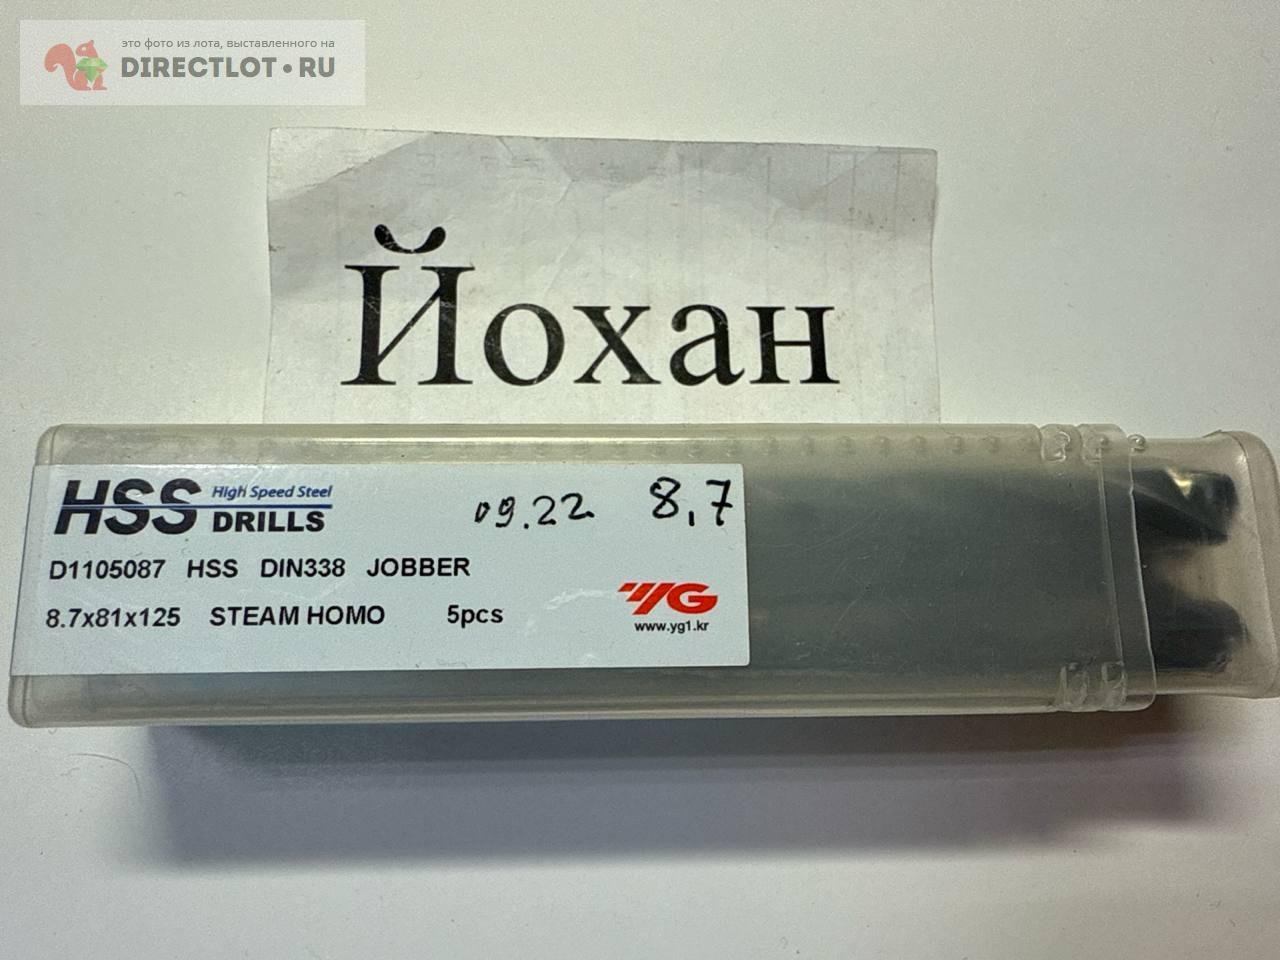 это фото из лота, выставленного на
DIRECTLOT•RU
Йохан
HSS High Speed Steel DRILLS 09.22 8,7
D1105087 HSS DIN338 JOBBER
8.7x81x125 STEAM HOMO 5pcs
YG
www.yg1.kr